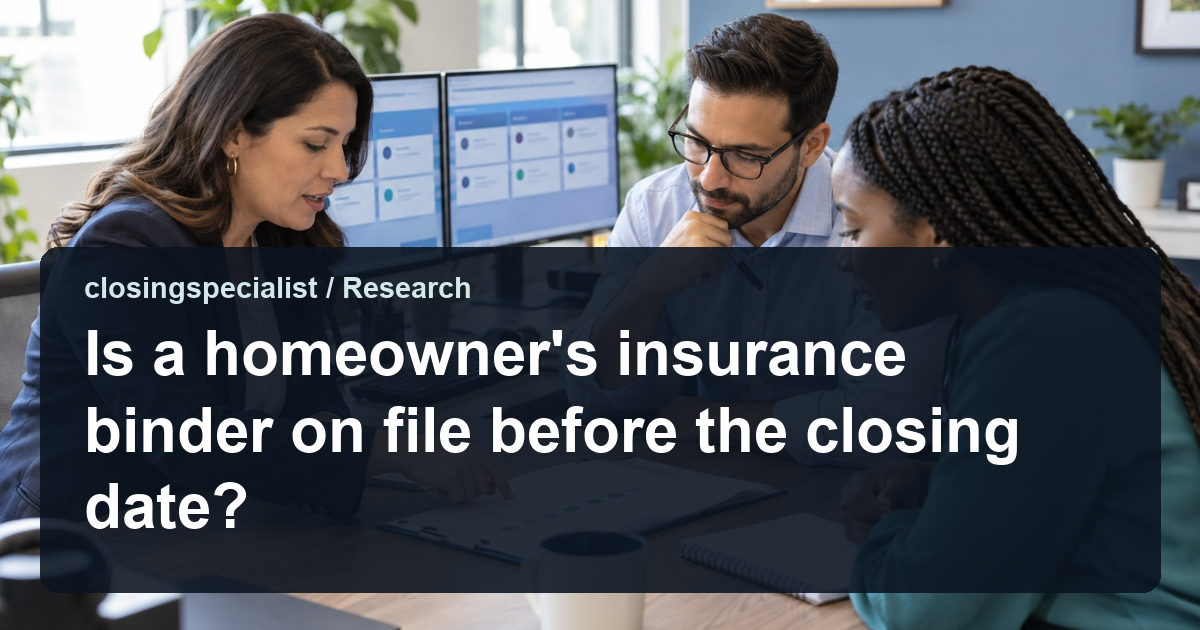 closingspecialist / Research
Is a homeowner's insurance
binder on file before the closing
date?